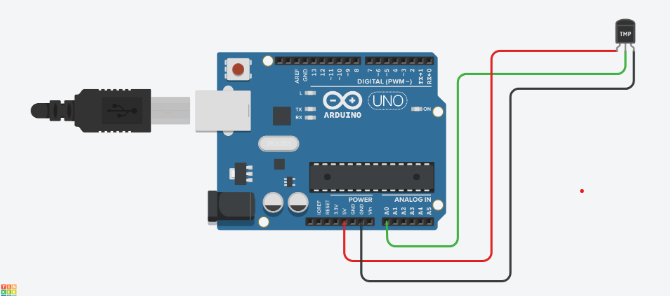 TMP
AREF
GND
13
12
~11
~10
~9
8
7
~6
~5
4
~3
2
TX→1
RX←0
DIGITAL (PWM~)
L
TX
RX
UNO
ON
ARDUINO
POWER
ANALOG IN
IOREF
RESET
3.3V
5V
GND
GND
Vin
A0
A1
A2
A3
A4
A5